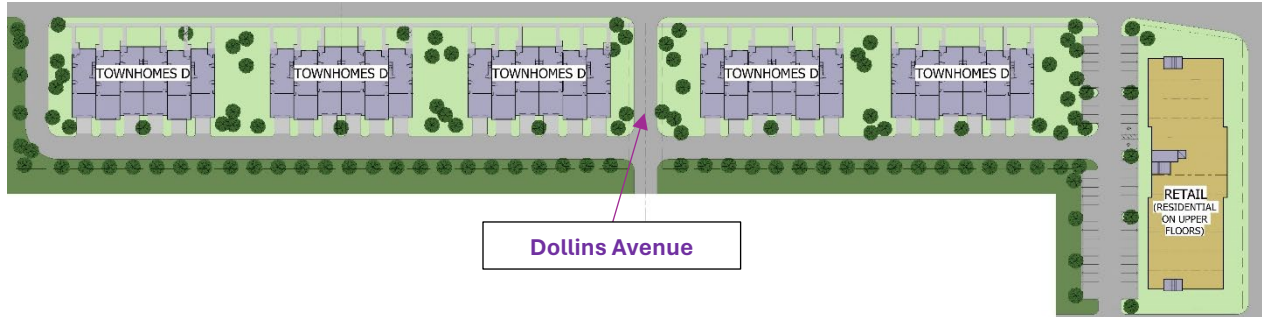 TOWNHOMES D
TOWNHOMES D
TOWNHOMES D
TOWNHOMES D
TOWNHOMES D
RETAIL
(RESIDENTIAL
ON UPPER
FLOORS)
Dollins Avenue